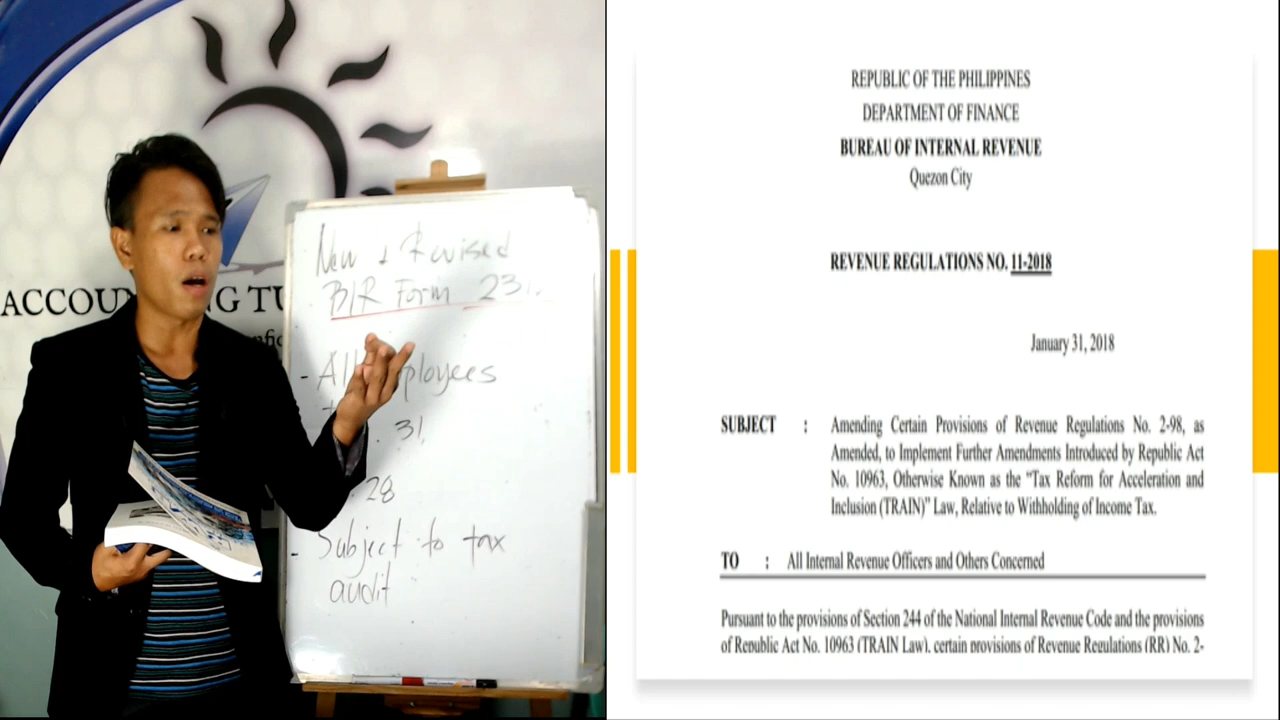 ACCOUN NG TU
New & Revised
BIR Form 231
- All Employees
31
28
- Subject to tax
audit
REPUBLIC OF THE PHILIPPINES
DEPARTMENT OF FINANCE
BUREAU OF INTERNAL REVENUE
Quezon City
REVENUE REGULATIONS NO. 11-2018
January 31, 2018
SUBJECT : Amending Certain Provisions of Revenue Regulations No. 2-98, as
Amended, to Implement Further Amendments Introduced by Republic Act
No. 10963, Otherwise Known as the “Tax Reform for Acceleration and
Inclusion (TRAIN)” Law, Relative to Withholding of Income Tax.
TO : All Internal Revenue Officers and Others Concerned
Pursuant to the provisions of Section 244 of the National Internal Revenue Code and the provisions
of Republic Act No. 10963 (TRAIN Law), certain provisions of Revenue Regulations (RR) No. 2-